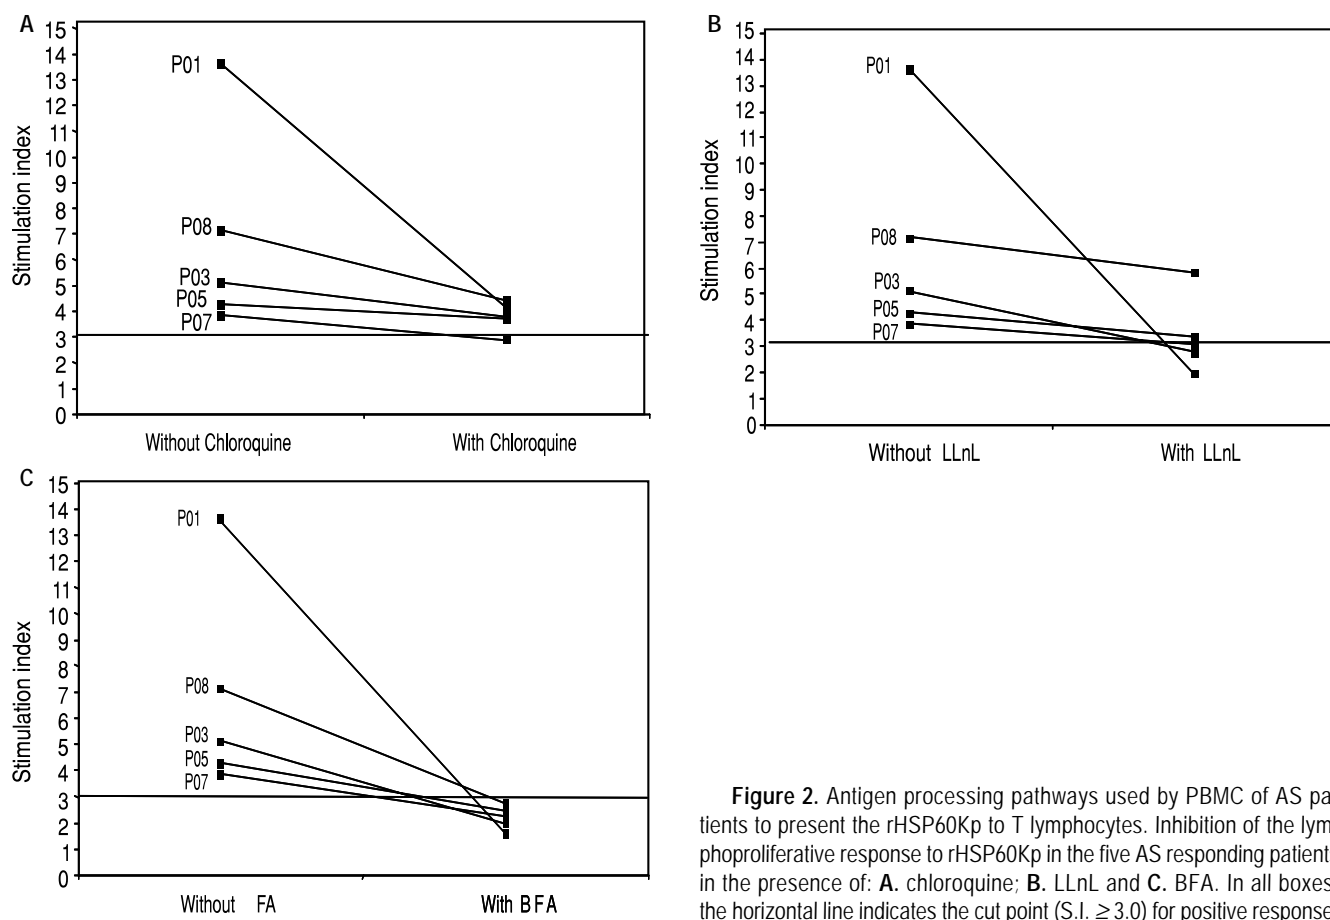 A
15
14
13
12
11
10
9
8
7
6
5
4
3
2
1
0
Stimulation index
P01
P08
P03
P05
P07
Without Chloroquine
With Chloroquine
B
15
14
13
12
11
10
9
8
7
6
5
4
3
2
1
0
Stimulation index
P01
P08
P03
P05
P07
Without LLnL
With LLnL
C
15
14
13
12
11
10
9
8
7
6
5
4
3
2
1
0
Stimulation index
P01
P08
P03
P05
P07
Without FA
With BFA
Figure 2. Antigen processing pathways used by PBMC of AS pa-
tients to present the rHSP60Kp to T lymphocytes. Inhibition of the lym-
phoproliferative response to rHSP60Kp in the five AS responding patient
in the presence of: A. chloroquine; B. LLnL and C. BFA. In all boxes
the horizontal line indicates the cut point (S.I. ≥ 3.0) for positive response